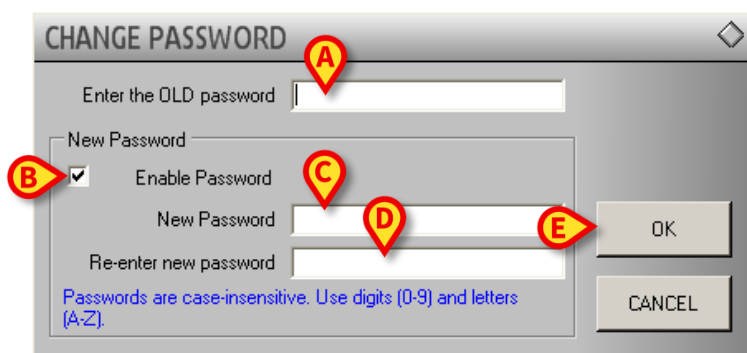 CHANGE PASSWORD
A
Enter the OLD password
New Password
B
Enable Password
C
New Password
D
E
OK
Re-enter new password
Passwords are case-insensitive. Use digits (0-9) and letters
(A-Z).
CANCEL